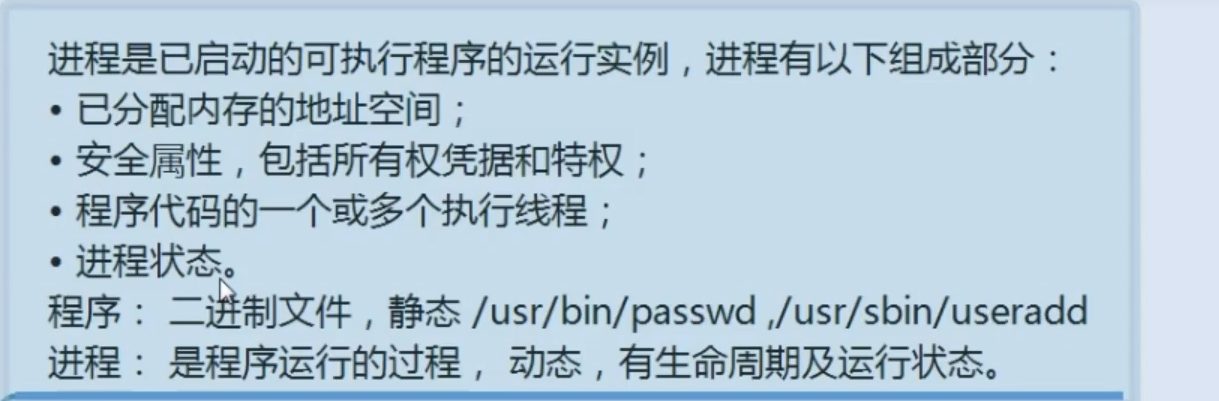 进程是已启动的可执行程序的运行实例，进程有以下组成部分：
• 已分配内存的地址空间；
• 安全属性，包括所有权凭据和特权；
• 程序代码的一个或多个执行线程；
• 进程状态。
程序： 二进制文件，静态 /usr/bin/passwd ,/usr/sbin/useradd
进程： 是程序运行的过程， 动态，有生命周期及运行状态。